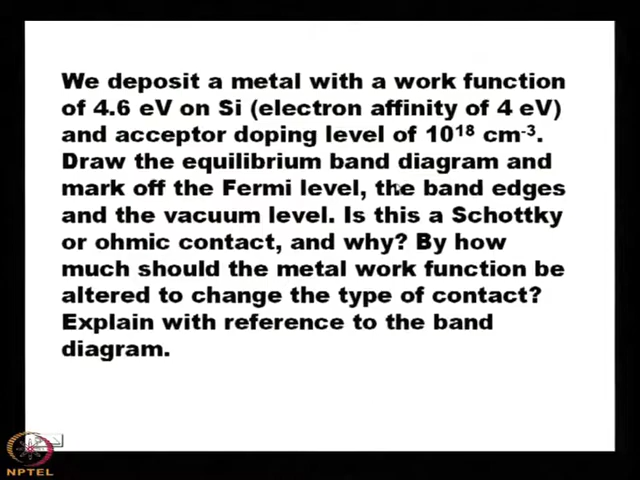 We deposit a metal with a work function
of 4.6 eV on Si (electron affinity of 4 eV)
and acceptor doping level of 10¹⁸ cm⁻³.
Draw the equilibrium band diagram and
mark off the Fermi level, the band edges
and the vacuum level. Is this a Schottky
or ohmic contact, and why? By how
much should the metal work function be
altered to change the type of contact?
Explain with reference to the band
diagram.
NPTEL